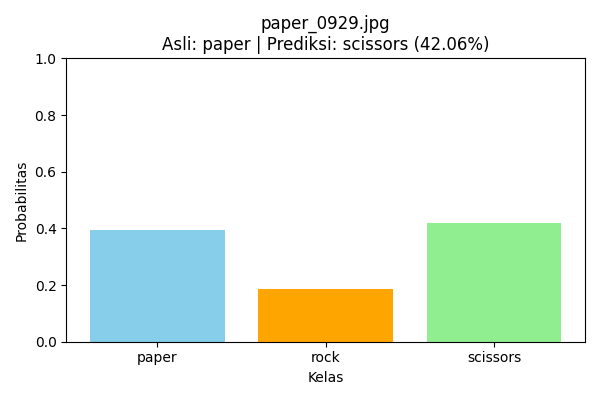 paper_0929.jpg
Asli: paper | Prediksi: scissors (42.06%)
1.0
0.8
0.6
0.4
0.2
0.0
Probabilitas
paper rock scissors
Kelas